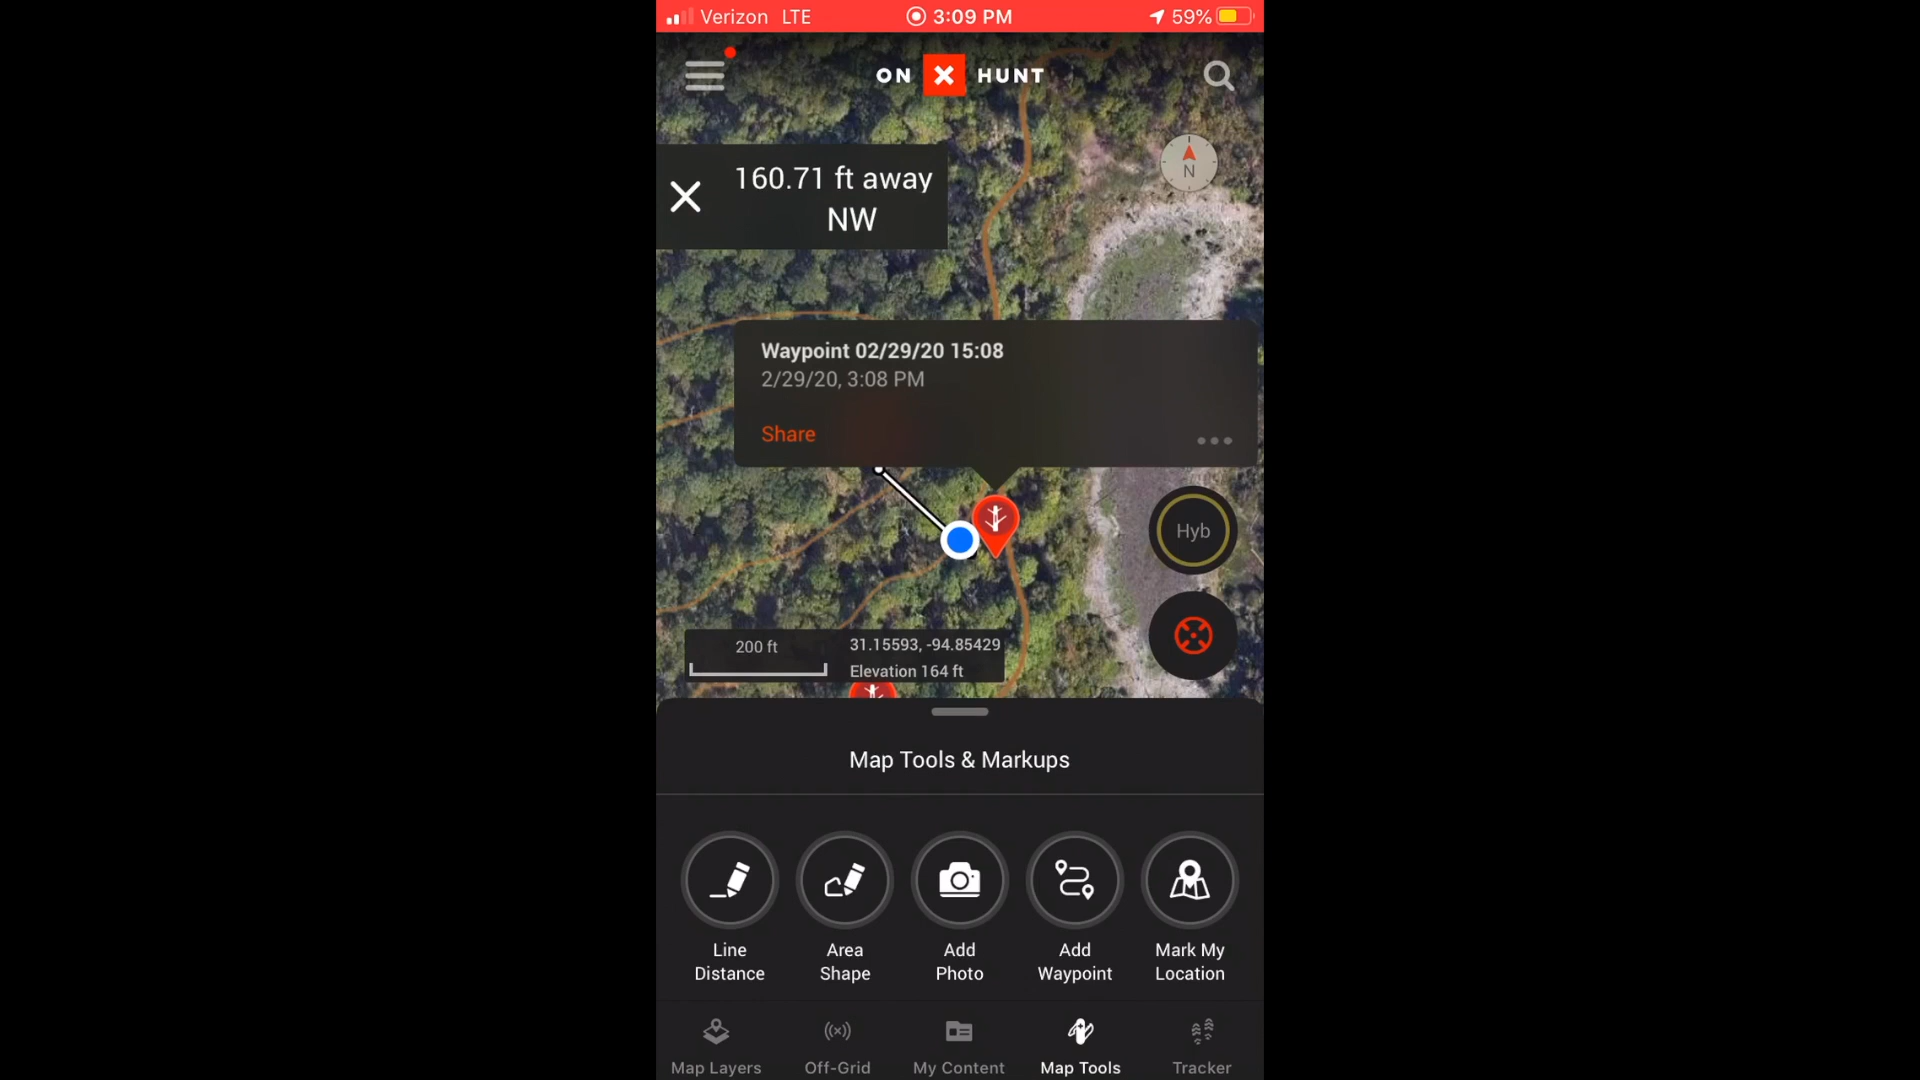 Verizon LTE 3:09 PM 59%
ON X HUNT
N
160.71 ft away
NW
Waypoint 02/29/20 15:08
2/29/20, 3:08 PM
Share
Hyb
200 ft
31.15593, -94.85429
Elevation 164 ft
Map Tools & Markups
Line Distance
Area Shape
Add Photo
Add Waypoint
Mark My Location
Map Layers
Off-Grid
My Content
Map Tools
Tracker